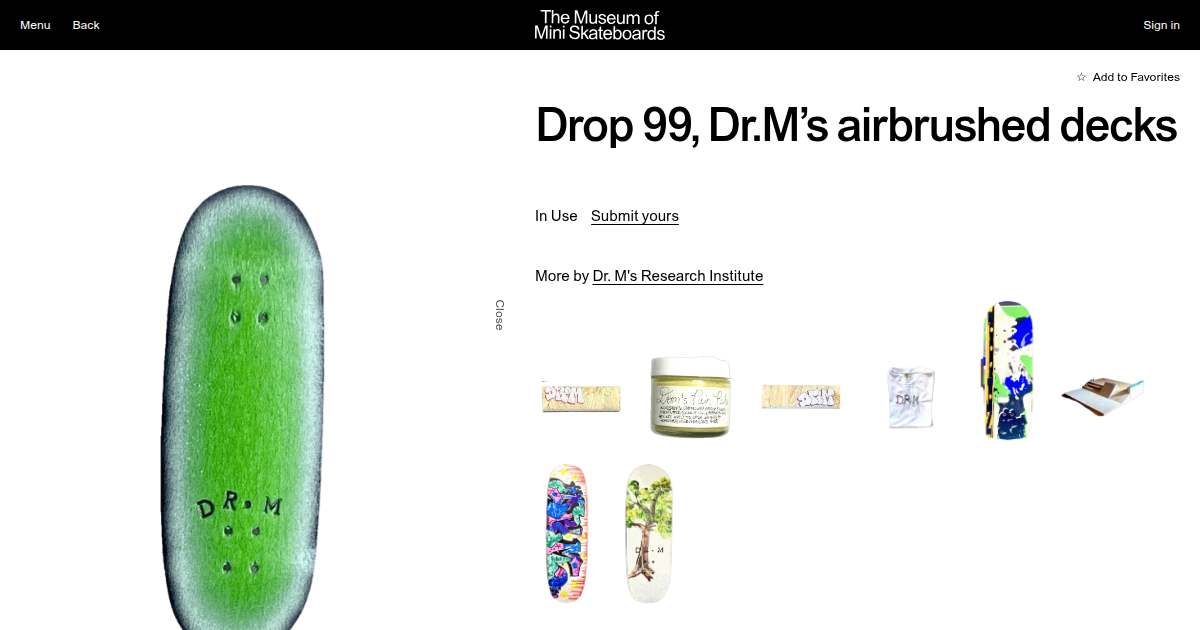 Menu
Back
The Museum of
Mini Skateboards
Sign in
☆ Add to Favorites
Drop 99, Dr.M’s airbrushed decks
In Use Submit yours
More by Dr. M's Research Institute
Close
DR.M
DRM